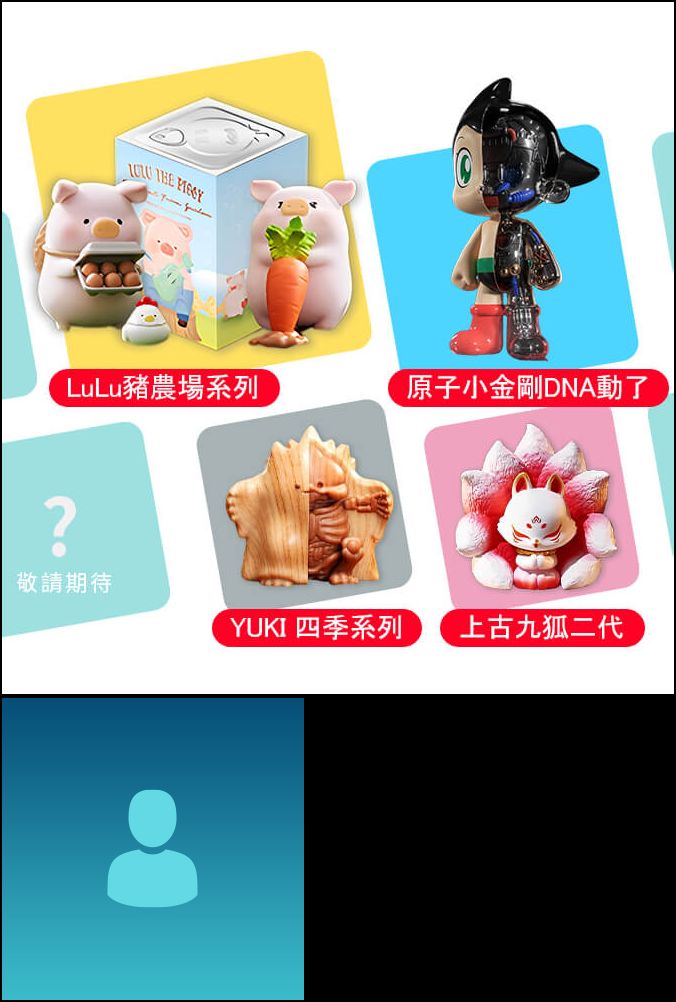 LULU THE PIGGY
LuLu豬農場系列
原子小金剛DNA動了
?
敬請期待
YUKI 四季系列
上古九狐二代